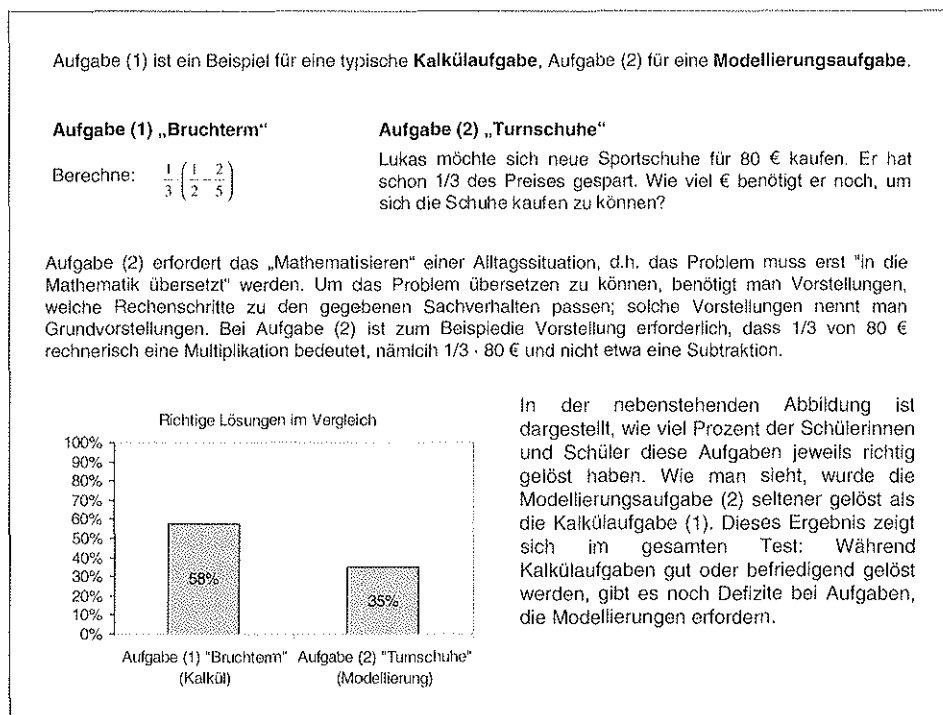 Aufgabe (1) ist ein Beispiel für eine typische Kalkülaufgabe, Aufgabe (2) für eine Modellierungsaufgabe.
Aufgabe (1) „Bruchterm“
Berechne: 1/3 · (1/2 − 2/5)
Aufgabe (2) „Turnschuhe“
Lukas möchte sich neue Sportschuhe für 80 € kaufen. Er hat
schon 1/3 des Preises gespart. Wie viel € benötigt er noch, um
sich die Schuhe kaufen zu können?
Aufgabe (2) erfordert das „Mathematisieren“ einer Alltagssituation, d.h. das Problem muss erst "in die
Mathematik übersetzt" werden. Um das Problem übersetzen zu können, benötigt man Vorstellungen,
welche Rechenschritte zu den gegebenen Sachverhalten passen; solche Vorstellungen nennt man
Grundvorstellungen. Bei Aufgabe (2) ist zum Beispieldie Vorstellung erforderlich, dass 1/3 von 80 €
rechnerisch eine Multiplikation bedeutet, nämlcih 1/3 · 80 € und nicht etwa eine Subtraktion.
Richtige Lösungen im Vergleich
100%
90%
80%
70%
60%
50%
40%
30%
20%
10%
0%
58%
35%
Aufgabe (1) "Bruchterm"
(Kalkül)
Aufgabe (2) "Turnschuhe"
(Modellierung)
In der nebenstehenden Abbildung ist
dargestellt, wie viel Prozent der Schülerinnen
und Schüler diese Aufgaben jeweils richtig
gelöst haben. Wie man sieht, wurde die
Modellierungsaufgabe (2) seltener gelöst als
die Kalkülaufgabe (1). Dieses Ergebnis zeigt
sich im gesamten Test: Während
Kalkülaufgaben gut oder befriedigend gelöst
werden, gibt es noch Defizite bei Aufgaben,
die Modellierungen erfordern.